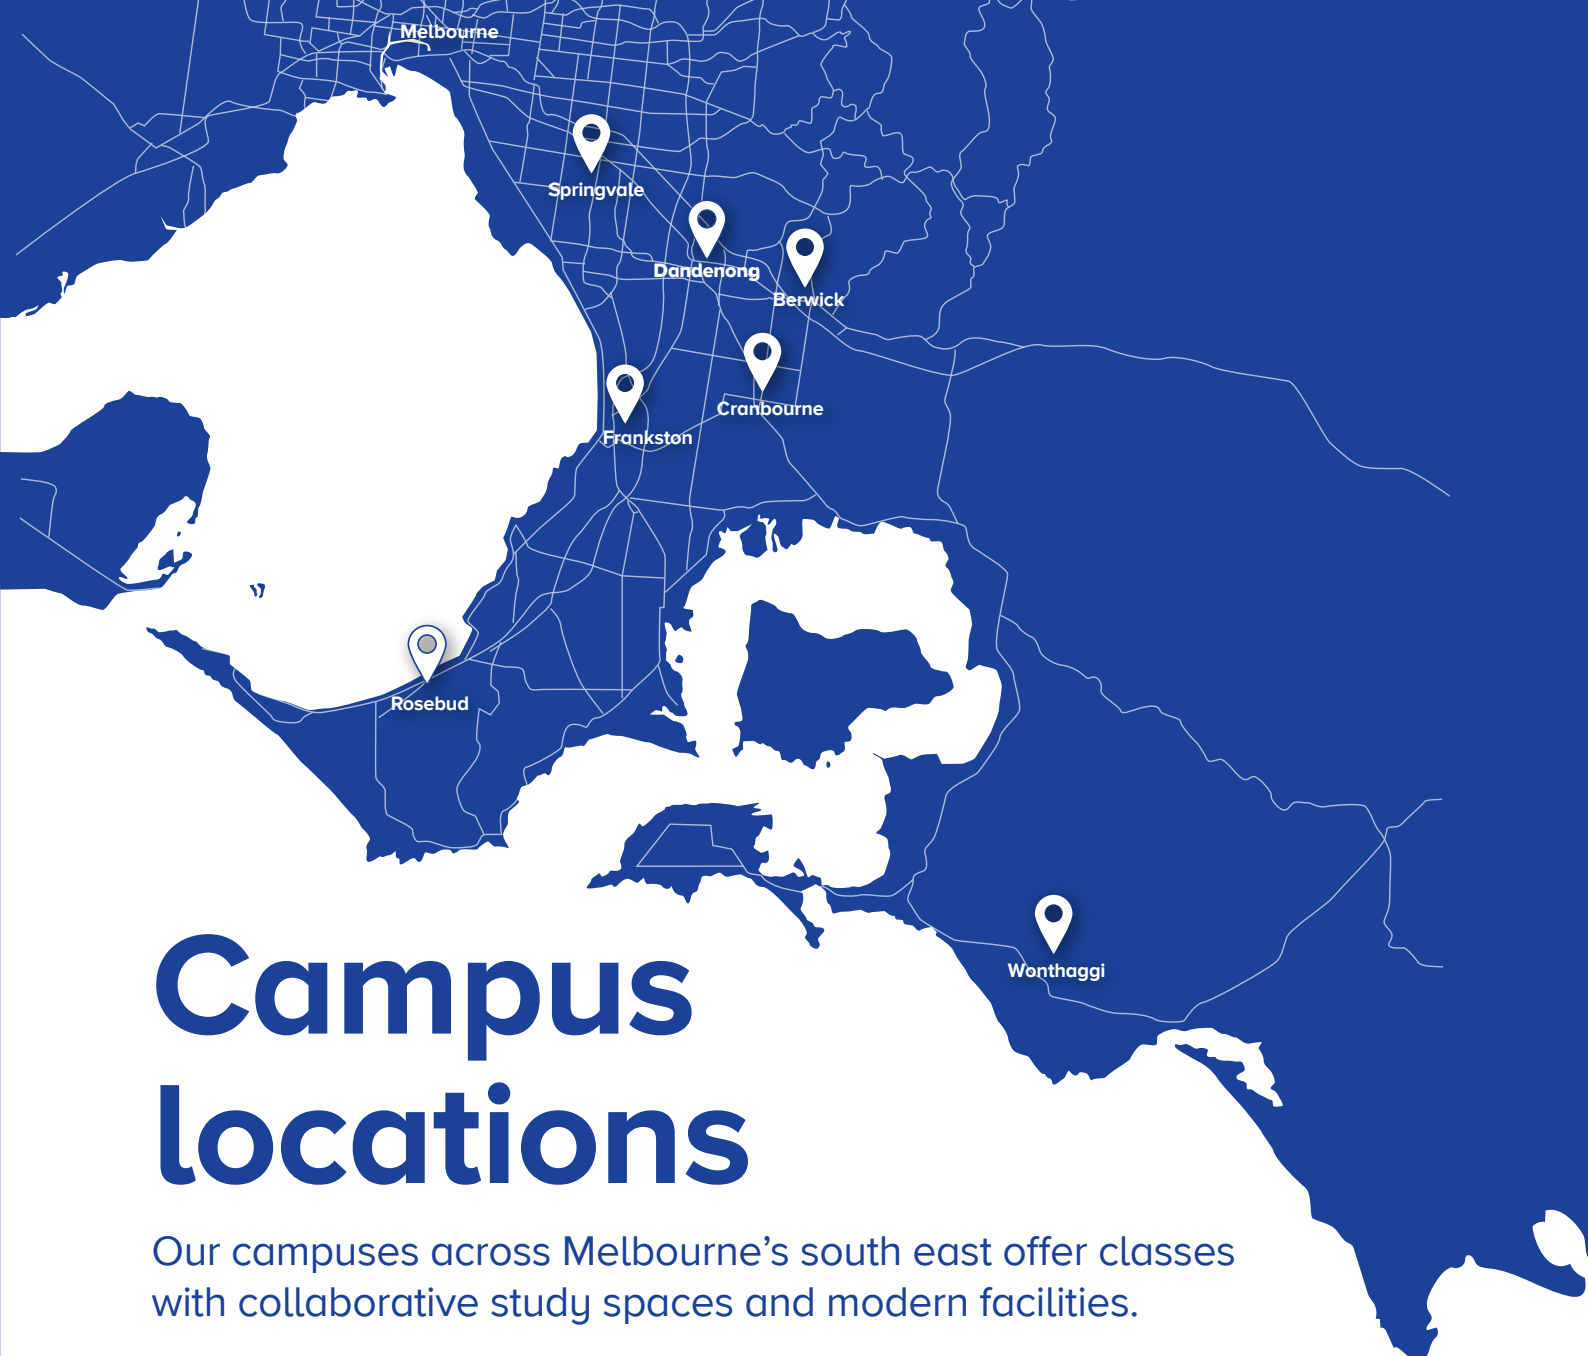 Melbourne
Springvale
Dandenong
Berwick
Cranbourne
Frankston
Rosebud
Wonthaggi
Campus
locations
Our campuses across Melbourne’s south east offer classes
with collaborative study spaces and modern facilities.